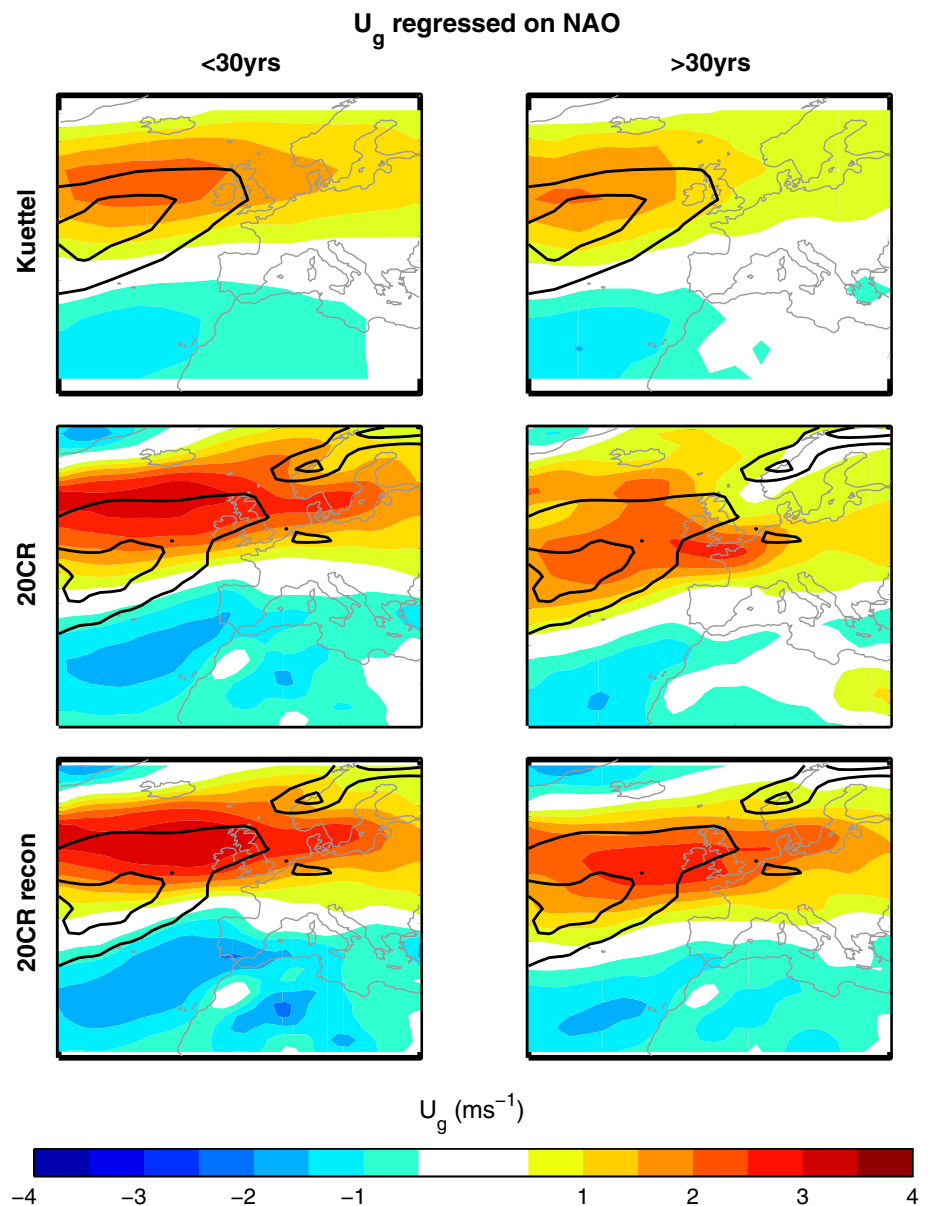 U_g regressed on NAO
<30yrs
>30yrs
Kuettel
20CR
20CR recon
U_g (ms^−1)
−4 −3 −2 −1 1 2 3 4